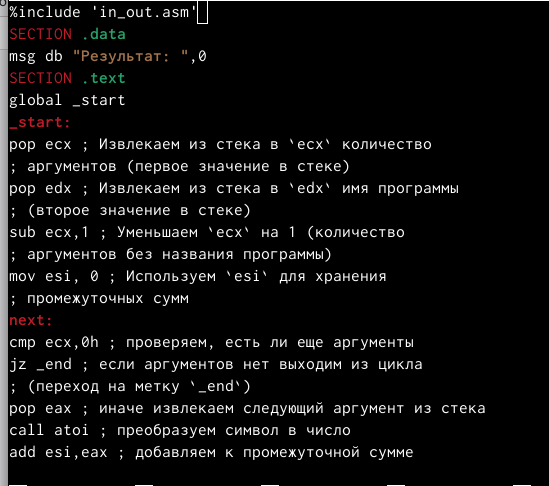 %include 'in_out.asm'
SECTION .data
msg db "Результат: ",0
SECTION .text
global _start
_start:
pop ecx ; Извлекаем из стека в `ecx` количество
; аргументов (первое значение в стеке)
pop edx ; Извлекаем из стека в `edx` имя программы
; (второе значение в стеке)
sub ecx,1 ; Уменьшаем `ecx` на 1 (количество
; аргументов без названия программы)
mov esi, 0 ; Используем `esi` для хранения
; промежуточных сумм
next:
cmp ecx,0h ; проверяем, есть ли еще аргументы
jz _end ; если аргументов нет выходим из цикла
; (переход на метку `_end`)
pop eax ; иначе извлекаем следующий аргумент из стека
call atoi ; преобразуем символ в число
add esi,eax ; добавляем к промежуточной сумме